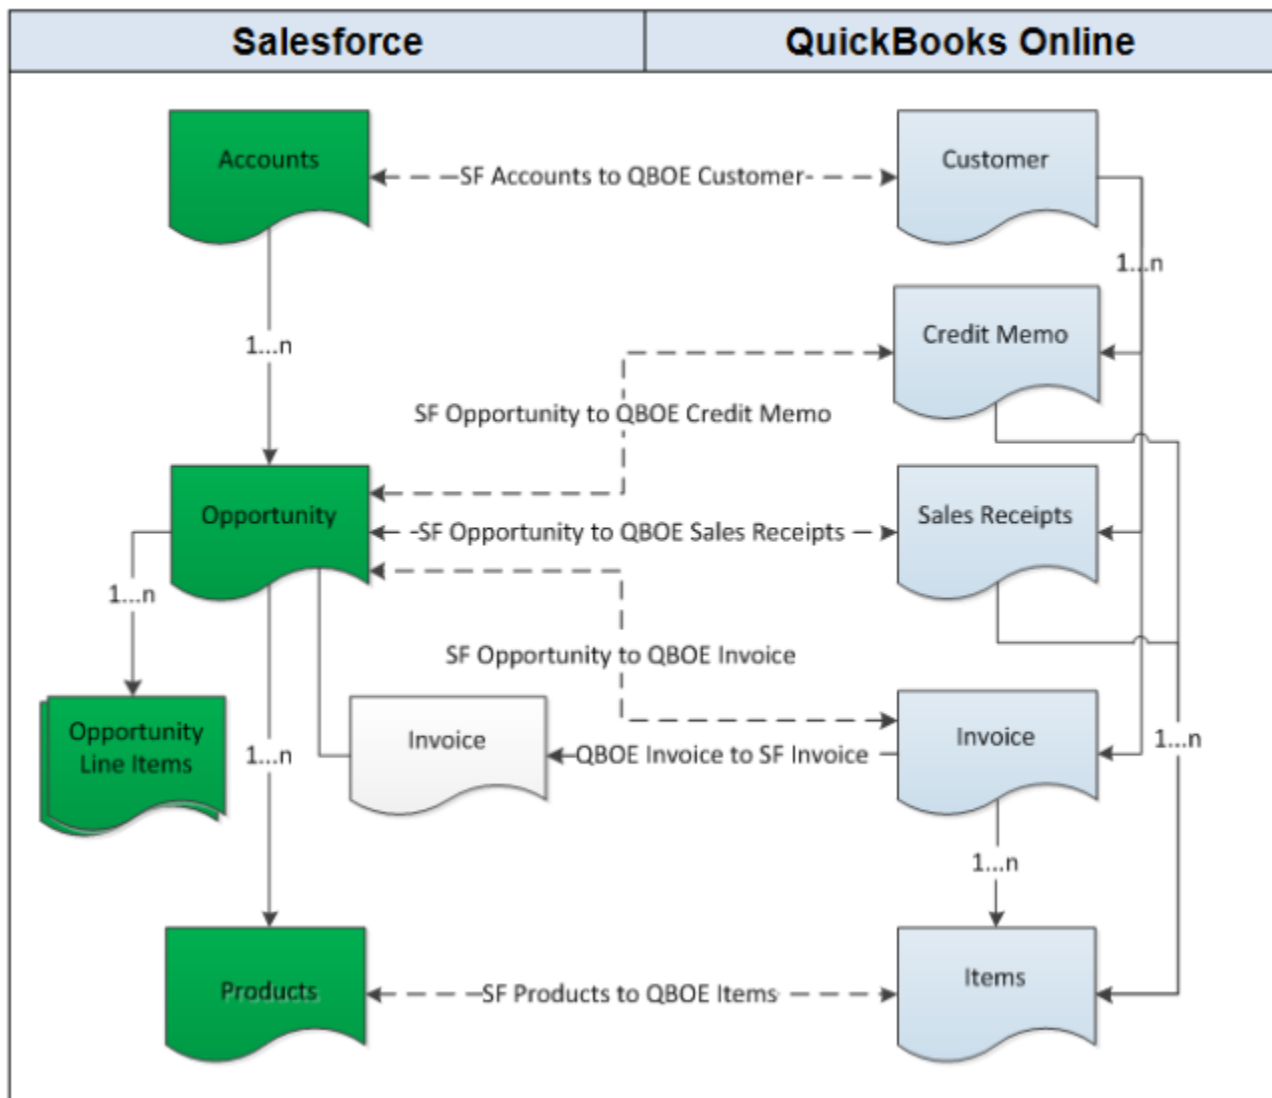 Salesforce
QuickBooks Online
Accounts
SF Accounts to QBOE Customer
Customer
1...n
Credit Memo
1...n
SF Opportunity to QBOE Credit Memo
Opportunity
SF Opportunity to QBOE Sales Receipts
Sales Receipts
1...n
SF Opportunity to QBOE Invoice
Opportunity
Line Items
1...n
Invoice
QBOE Invoice to SF Invoice
Invoice
1...n
1...n
Products
SF Products to QBOE Items
Items